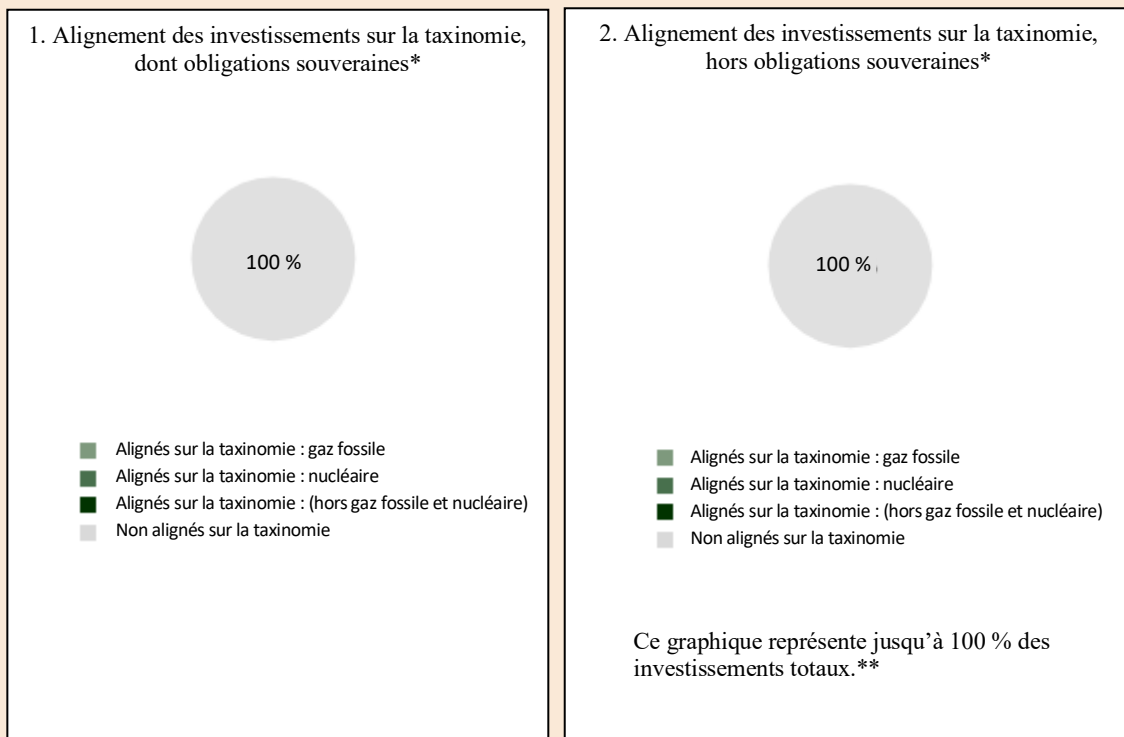 1. Alignement des investissements sur la taxinomie,
dont obligations souveraines*
100 %
Alignés sur la taxinomie : gaz fossile
Alignés sur la taxinomie : nucléaire
Alignés sur la taxinomie : (hors gaz fossile et nucléaire)
Non alignés sur la taxinomie
2. Alignement des investissements sur la taxinomie,
hors obligations souveraines*
100 %
Alignés sur la taxinomie : gaz fossile
Alignés sur la taxinomie : nucléaire
Alignés sur la taxinomie : (hors gaz fossile et nucléaire)
Non alignés sur la taxinomie
Ce graphique représente jusqu’à 100 % des
investissements totaux.**